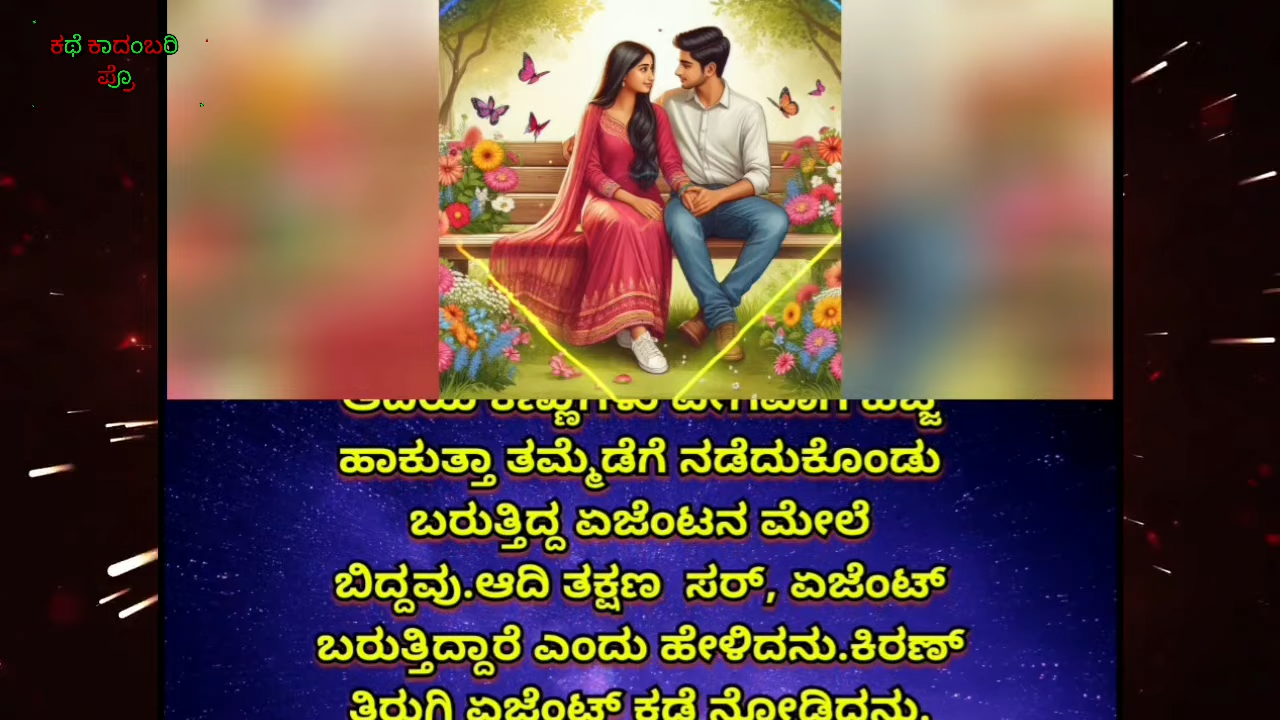 ಕಥೆ ಕಾದಂಬರಿ
ಪ್ರೊ
ಹಾಕುತ್ತಾ ತಮ್ಮೆಡೆಗೆ ನಡೆದುಕೊಂಡು
ಬರುತ್ತಿದ್ದ ಏಜೆಂಟನ ಮೇಲೆ
ಬಿದ್ದವು.ಆದಿ ತಕ್ಷಣ ಸರ್, ಏಜೆಂಟ್
ಬರುತ್ತಿದ್ದಾರೆ ಎಂದು ಹೇಳಿದನು.ಕಿರಣ್
ತಿರುಗಿ ಏಜೆಂಟ್ ಕಡೆ ನೋಡಿದನು.